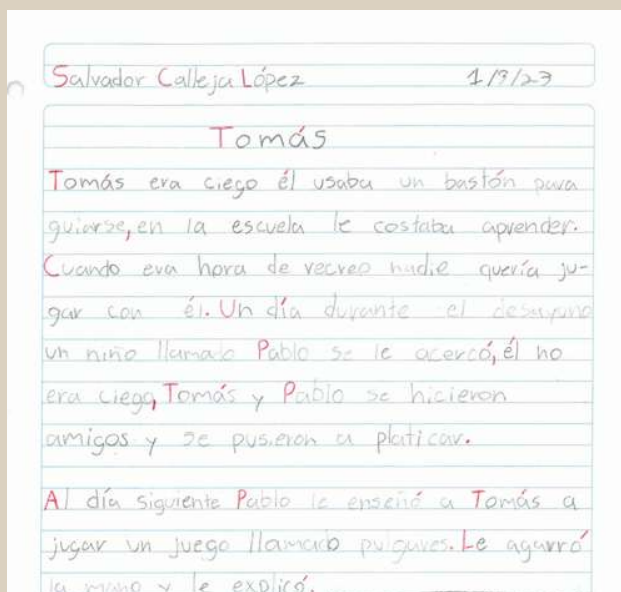 Salvador Calleja López 1/9/23
Tomás
Tomás era ciego él usaba un bastón para
guiarse, en la escuela le costaba aprender.
Cuando era hora de recreo nadie quería ju-
gar con él. Un día durante el desayuno
un niño llamado Pablo se le acercó, él no
era ciego, Tomás y Pablo se hicieron
amigos y se pusieron a platicar.
Al día siguiente Pablo le enseñó a Tomás a
jugar un juego llamado pulgares. Le agarró
la mano y le explicó.